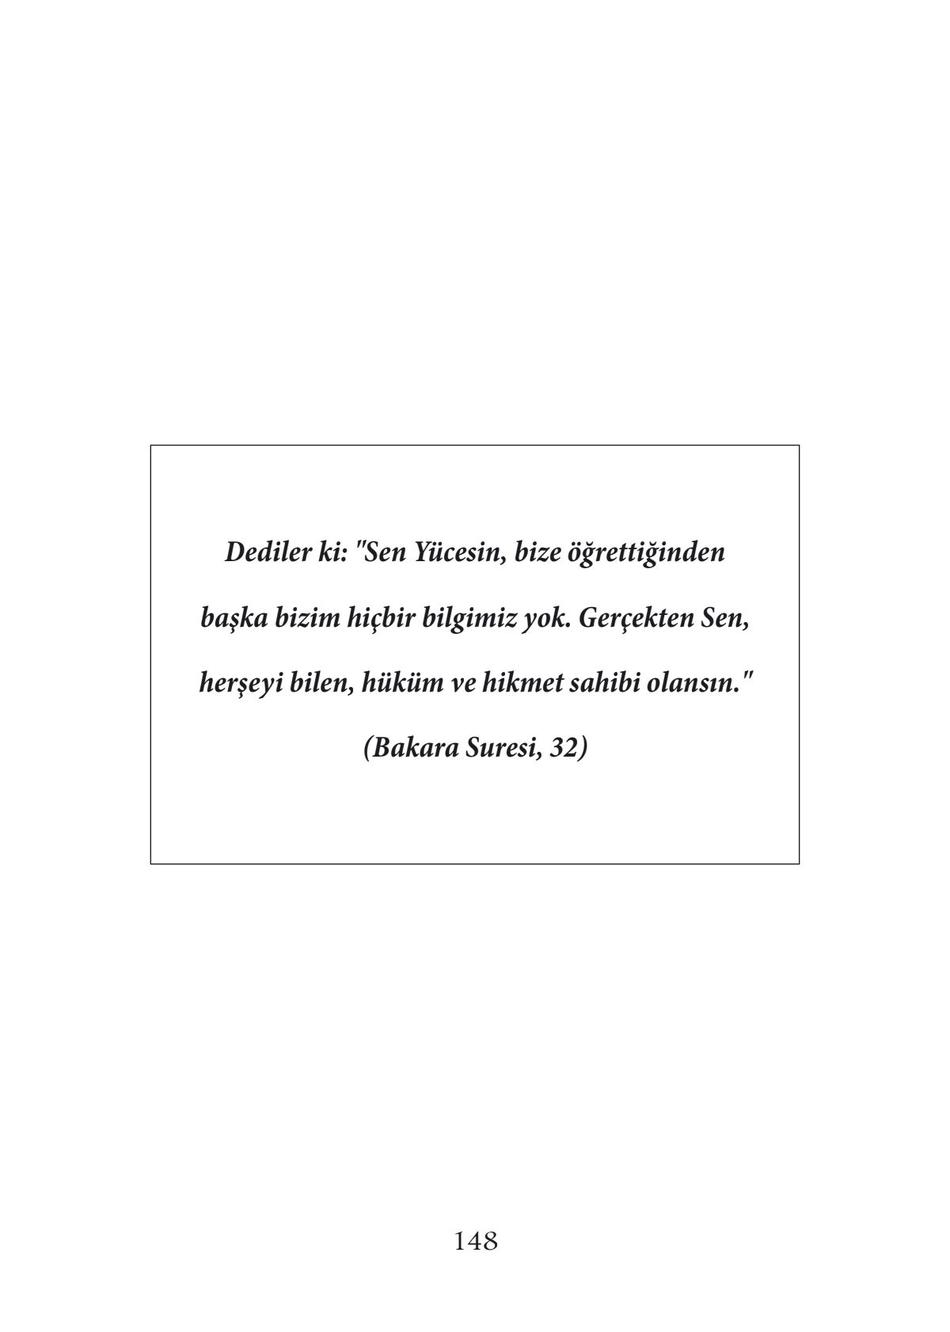 Dediler ki: "Sen Yücesin, bize öğrettiğinden
başka bizim hiçbir bilgimiz yok. Gerçekten Sen,
herşeyi bilen, hüküm ve hikmet sahibi olansın."
(Bakara Suresi, 32)
148